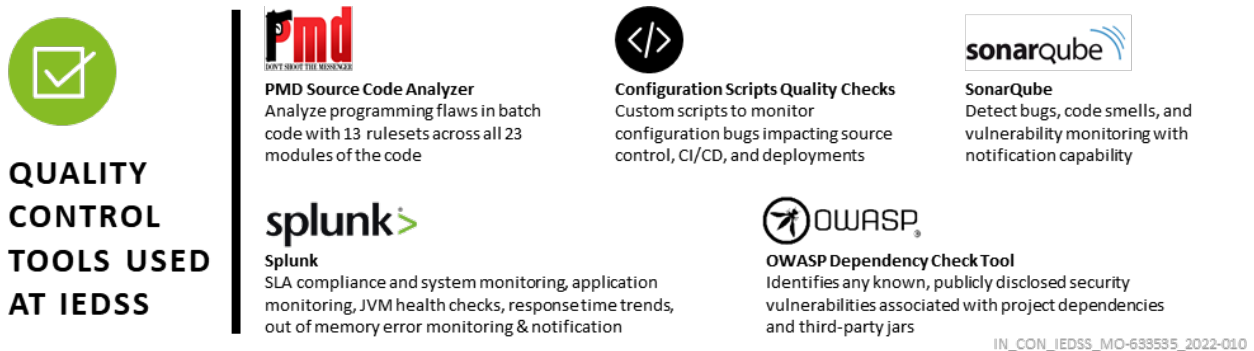 QUALITY
CONTROL
TOOLS USED
AT IEDSS
pmd
DON'T SHOOT THE MESSENGER
PMD Source Code Analyzer
Analyze programming flaws in batch
code with 13 rulesets across all 23
modules of the code
</>
Configuration Scripts Quality Checks
Custom scripts to monitor
configuration bugs impacting source
control, CI/CD, and deployments
sonarqube
SonarQube
Detect bugs, code smells, and
vulnerability monitoring with
notification capability
splunk>
Splunk
SLA compliance and system monitoring, application
monitoring, JVM health checks, response time trends,
out of memory error monitoring & notification
OWASP
OWASP Dependency Check Tool
Identifies any known, publicly disclosed security
vulnerabilities associated with project dependencies
and third-party jars
IN_CON_IEDSS_MO-633535_2022-010